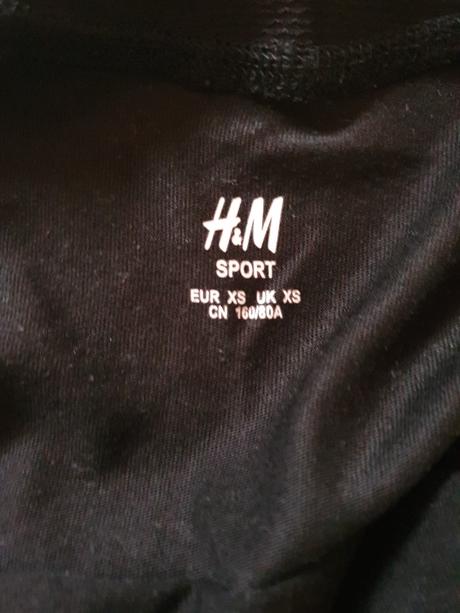 H&M
SPORT
EUR XS UK XS
CN 160/80A